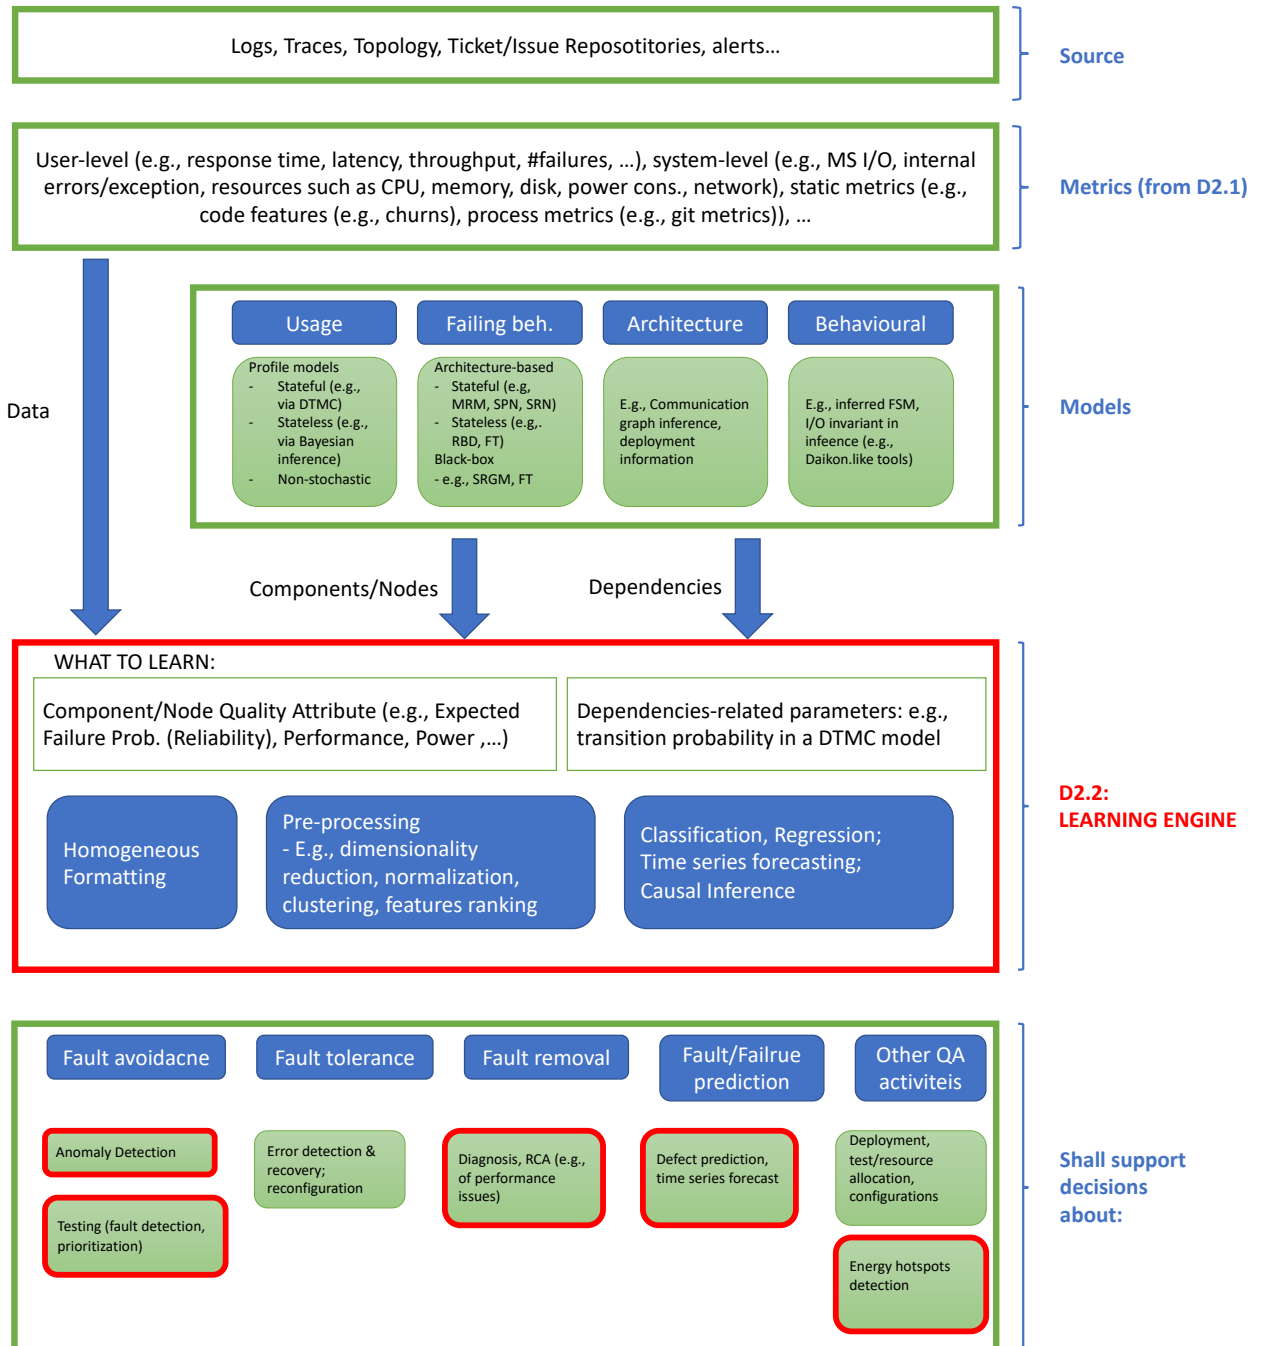 Logs, Traces, Topology, Ticket/Issue Reposotitories, alerts…
Source
User-level (e.g., response time, latency, throughput, #failures, …), system-level (e.g., MS I/O, internal
errors/exception, resources such as CPU, memory, disk, power cons., network), static metrics (e.g.,
code features (e.g., churns), process metrics (e.g., git metrics)), …
Metrics (from D2.1)
Data
Usage
Profile models
- Stateful (e.g.,
via DTMC)
- Stateless (e.g.,
via Bayesian
inference)
- Non-stochastic
Failing beh.
Architecture-based
- Stateful (e.g,
MRM, SPN, SRN)
- Stateless (e.g,.
RBD, FT)
Black-box
- e.g., SRGM, FT
Architecture
E.g., Communication
graph inference,
deployment
information
Behavioural
E.g., inferred FSM,
I/O invariant in
infeence (e.g.,
Daikon.like tools)
Models
Components/Nodes
Dependencies
WHAT TO LEARN:
Component/Node Quality Attribute (e.g., Expected
Failure Prob. (Reliability), Performance, Power ,…)
Dependencies-related parameters: e.g.,
transition probability in a DTMC model
Homogeneous
Formatting
Pre-processing
- E.g., dimensionality
reduction, normalization,
clustering, features ranking
Classification, Regression;
Time series forecasting;
Causal Inference
D2.2:
LEARNING ENGINE
Fault avoidacne
Anomaly Detection
Testing (fault detection,
prioritization)
Fault tolerance
Error detection &
recovery;
reconfiguration
Fault removal
Diagnosis, RCA (e.g.,
of performance
issues)
Fault/Failrue
prediction
Defect prediction,
time series forecast
Other QA
activiteis
Deployment,
test/resource
allocation,
configurations
Energy hotspots
detection
Shall support
decisions
about: